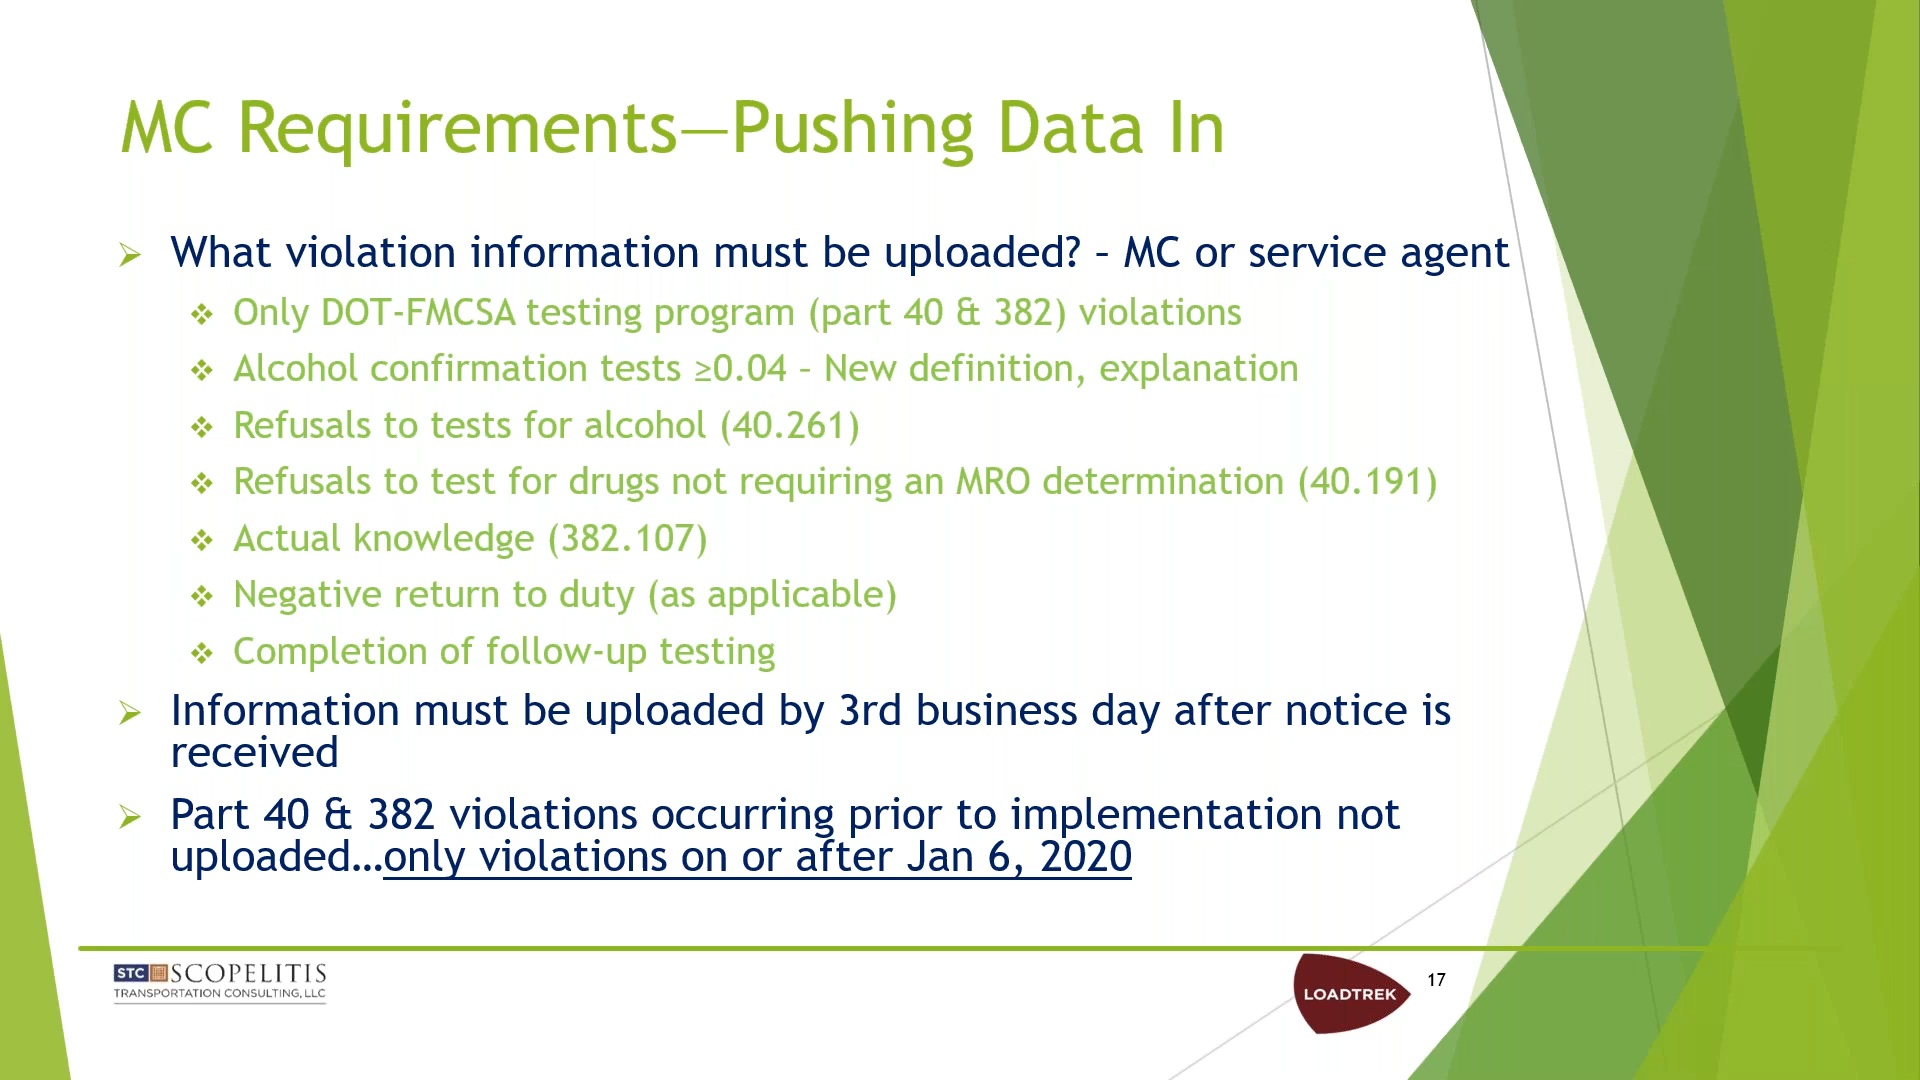 MC Requirements—Pushing Data In
What violation information must be uploaded? – MC or service agent
Only DOT-FMCSA testing program (part 40 & 382) violations
Alcohol confirmation tests ≥0.04 – New definition, explanation
Refusals to tests for alcohol (40.261)
Refusals to test for drugs not requiring an MRO determination (40.191)
Actual knowledge (382.107)
Negative return to duty (as applicable)
Completion of follow-up testing
Information must be uploaded by 3rd business day after notice is
received
Part 40 & 382 violations occurring prior to implementation not
uploaded…only violations on or after Jan 6, 2020
STC SCOPELITIS
TRANSPORTATION CONSULTING, LLC
LOADTREK
17